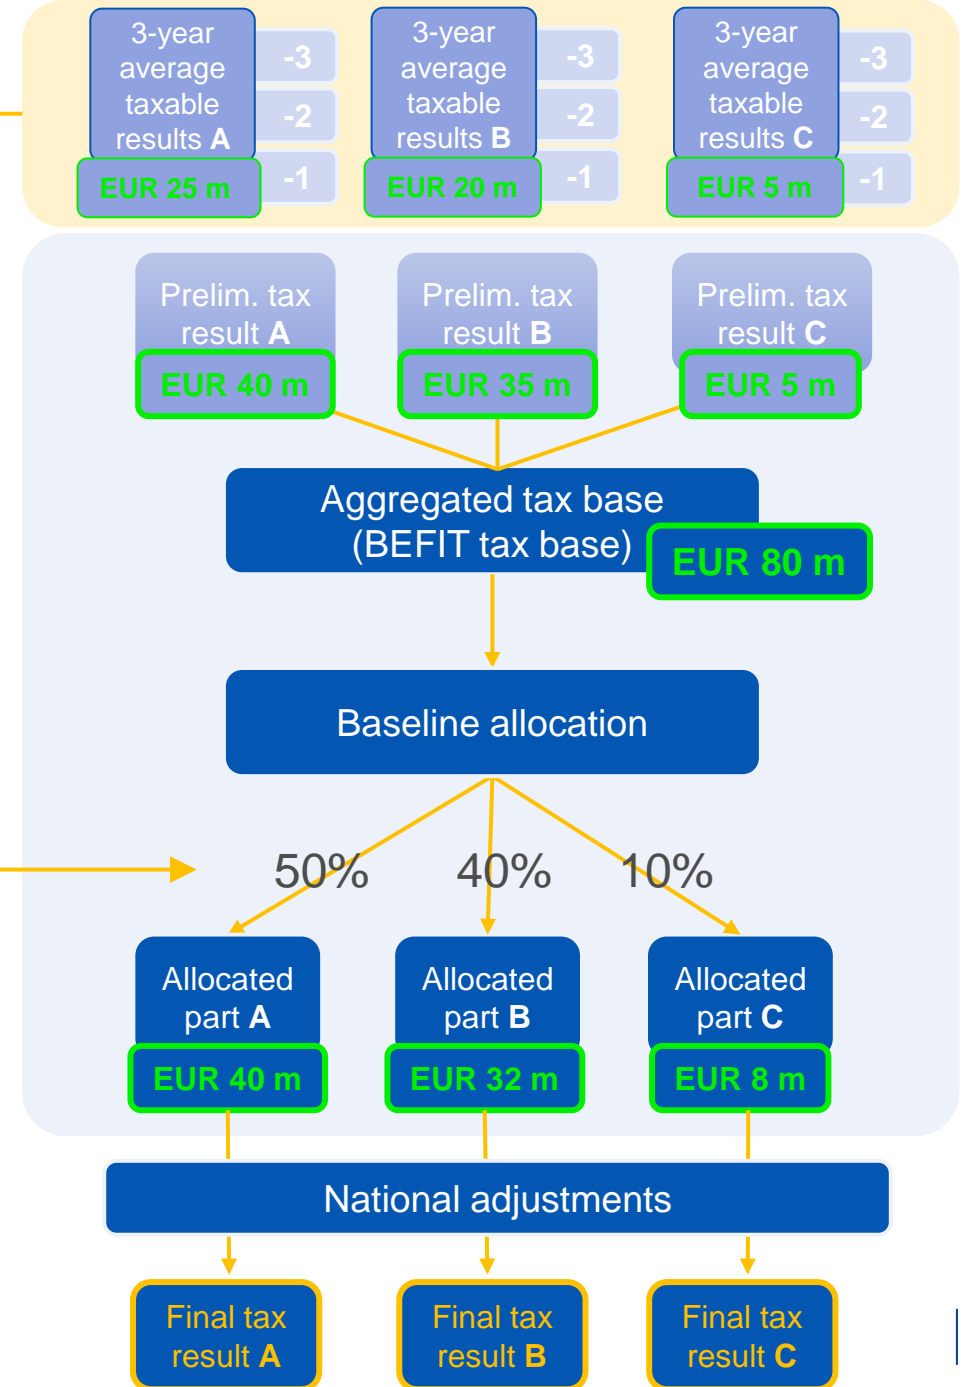 3-year
average
taxable
results A
EUR 25 m
-3
-2
-1
3-year
average
taxable
results B
EUR 20 m
-3
-2
-1
3-year
average
taxable
results C
EUR 5 m
-3
-2
-1
Prelim. tax
result A
EUR 40 m
Prelim. tax
result B
EUR 35 m
Prelim. tax
result C
EUR 5 m
Aggregated tax base
(BEFIT tax base)
EUR 80 m
Baseline allocation
50%
40%
10%
Allocated
part A
EUR 40 m
Allocated
part B
EUR 32 m
Allocated
part C
EUR 8 m
National adjustments
Final tax
result A
Final tax
result B
Final tax
result C